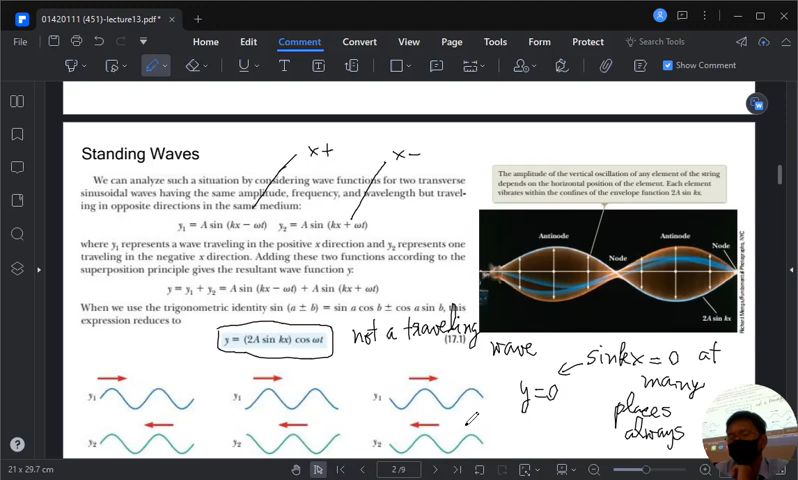 01420111 (451)-lecture13.pdf* ×
File
Home
Edit
Comment
Convert
View
Page
Tools
Form
Protect
Search Tools
Show Comment
Standing Waves
x+
x−
We can analyze such a situation by considering wave functions for two transverse
sinusoidal waves having the same amplitude, frequency, and wavelength but travel-
ing in opposite directions in the same medium:
y₁ = A sin (kx − ωt) y₂ = A sin (kx + ωt)
where y₁ represents a wave traveling in the positive x direction and y₂ represents one
traveling in the negative x direction. Adding these two functions according to the
superposition principle gives the resultant wave function y:
y = y₁ + y₂ = A sin (kx − ωt) + A sin (kx + ωt)
When we use the trigonometric identity sin (a ± b) = sin a cos b ± cos a sin b, this
expression reduces to
y = (2A sin kx) cos ωt
(17.1)
not a traveling
wave
The amplitude of the vertical oscillation of any element of the string
depends on the horizontal position of the element. Each element
vibrates within the confines of the envelope function 2A sin kx.
Antinode
Antinode
Node
Node
2A sin kx
Richard Megna/Fundamental Photographs, NYC
sin kx = 0 at
many
places
always
y=0
y₁
y₁
y₁
y₂
y₂
y₂
21 x 29.7 cm
2 /9